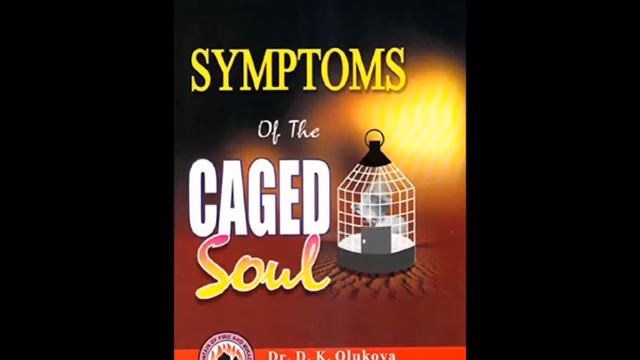 SYMPTOMS
Of The
CAGED
Soul
Dr. D. K. Olukoya